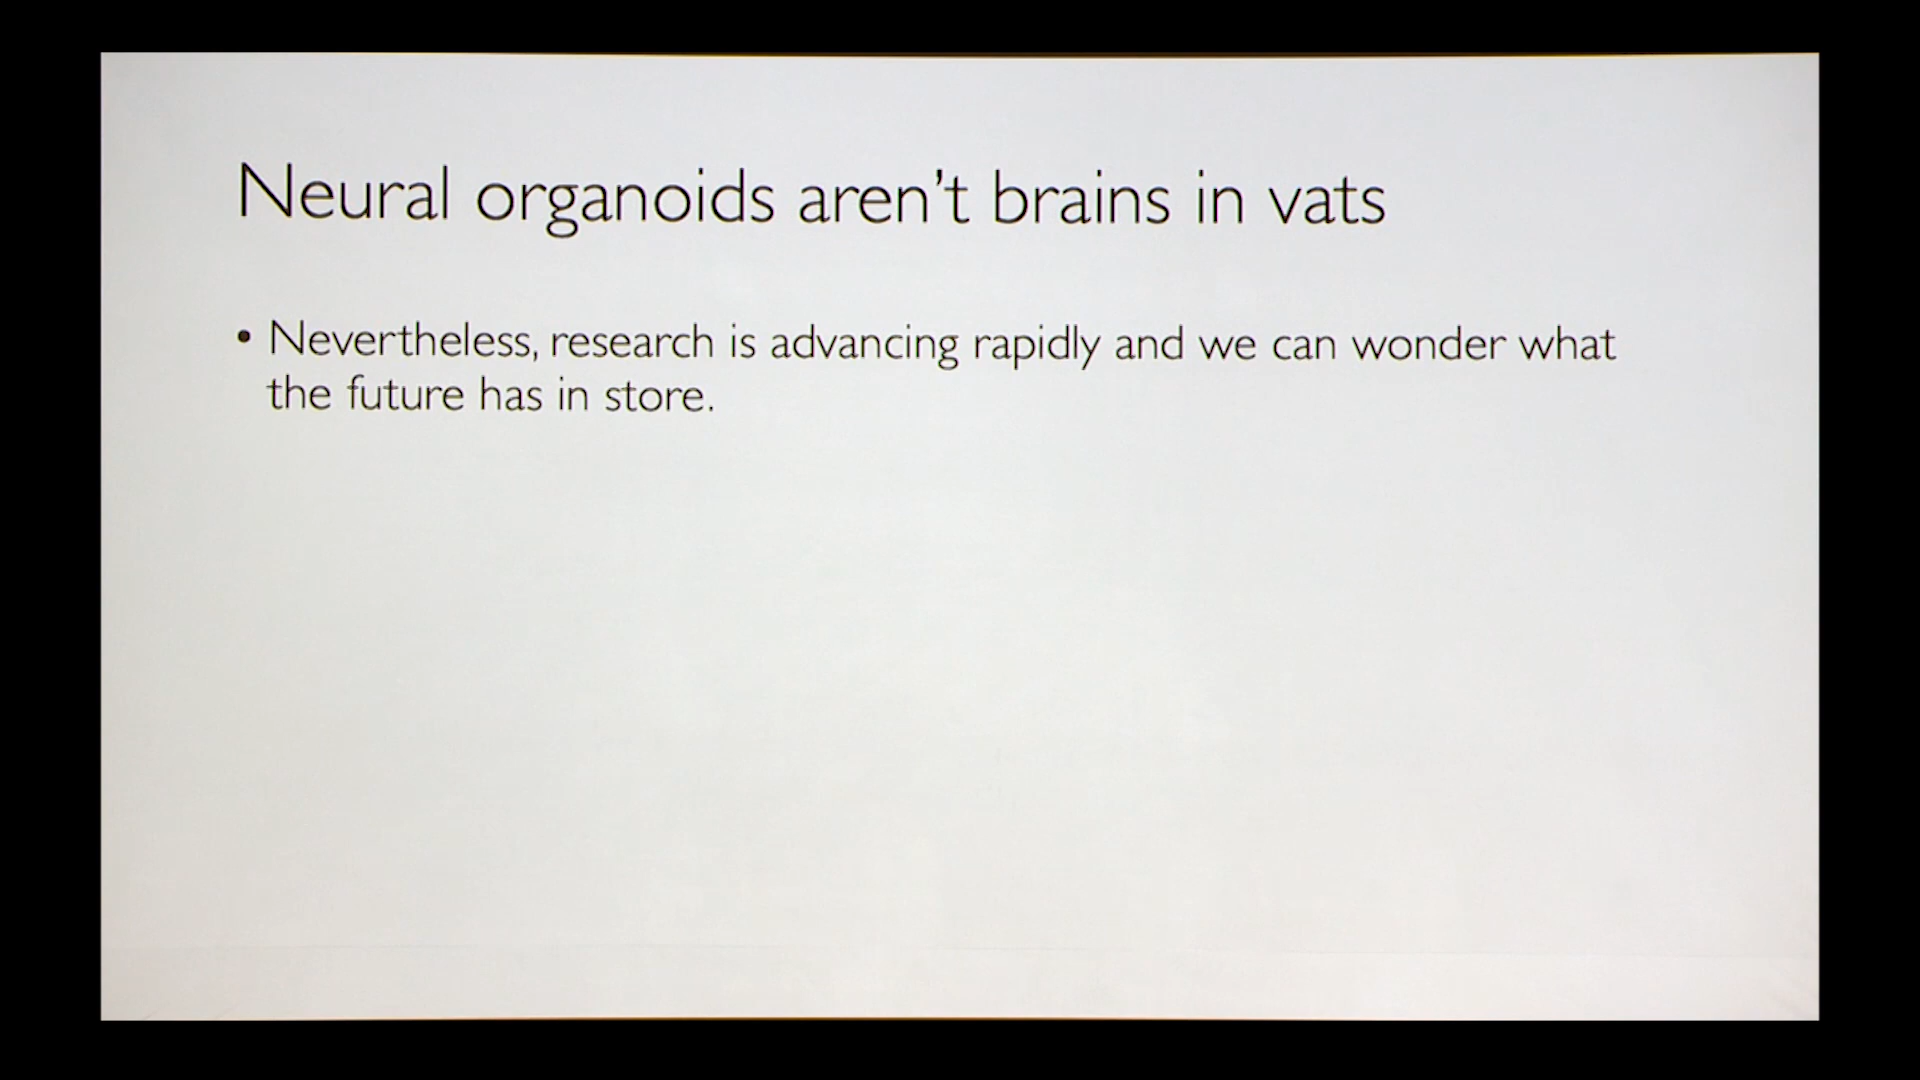 Neural organoids aren’t brains in vats
• Nevertheless, research is advancing rapidly and we can wonder what
the future has in store.